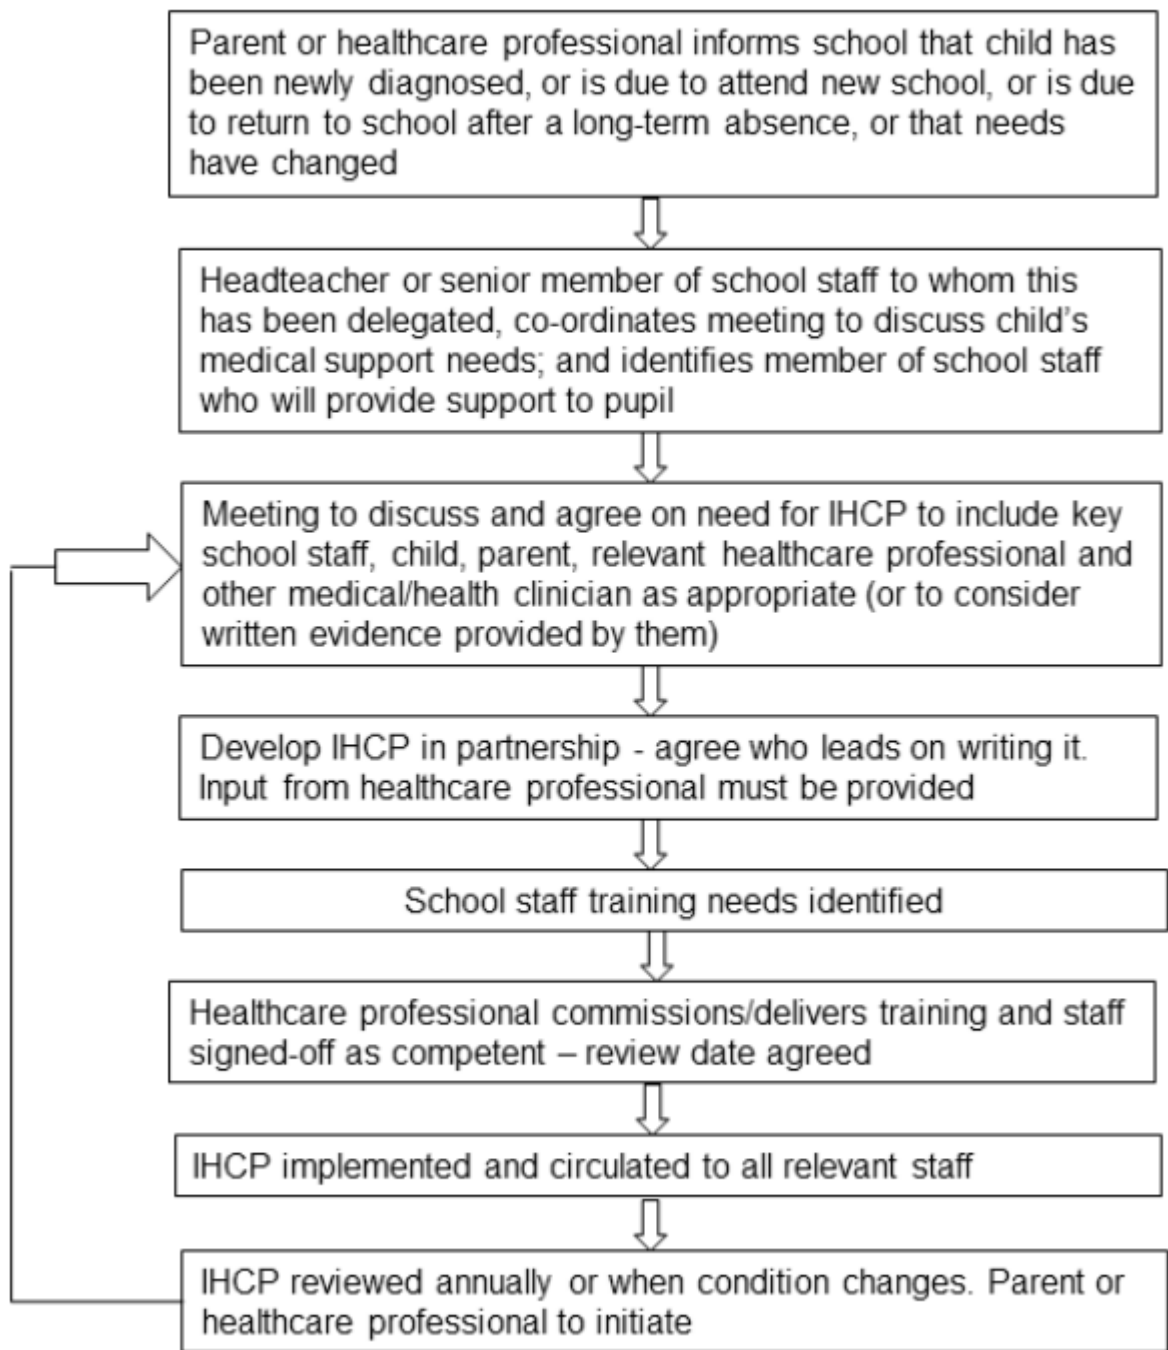 Parent or healthcare professional informs school that child has
been newly diagnosed, or is due to attend new school, or is due
to return to school after a long-term absence, or that needs
have changed
Headteacher or senior member of school staff to whom this
has been delegated, co-ordinates meeting to discuss child's
medical support needs; and identifies member of school staff
who will provide support to pupil
Meeting to discuss and agree on need for IHCP to include key
school staff, child, parent, relevant healthcare professional and
other medical/health clinician as appropriate (or to consider
written evidence provided by them)
Develop IHCP in partnership - agree who leads on writing it.
Input from healthcare professional must be provided
School staff training needs identified
Healthcare professional commissions/delivers training and staff
signed-off as competent – review date agreed
IHCP implemented and circulated to all relevant staff
IHCP reviewed annually or when condition changes. Parent or
healthcare professional to initiate